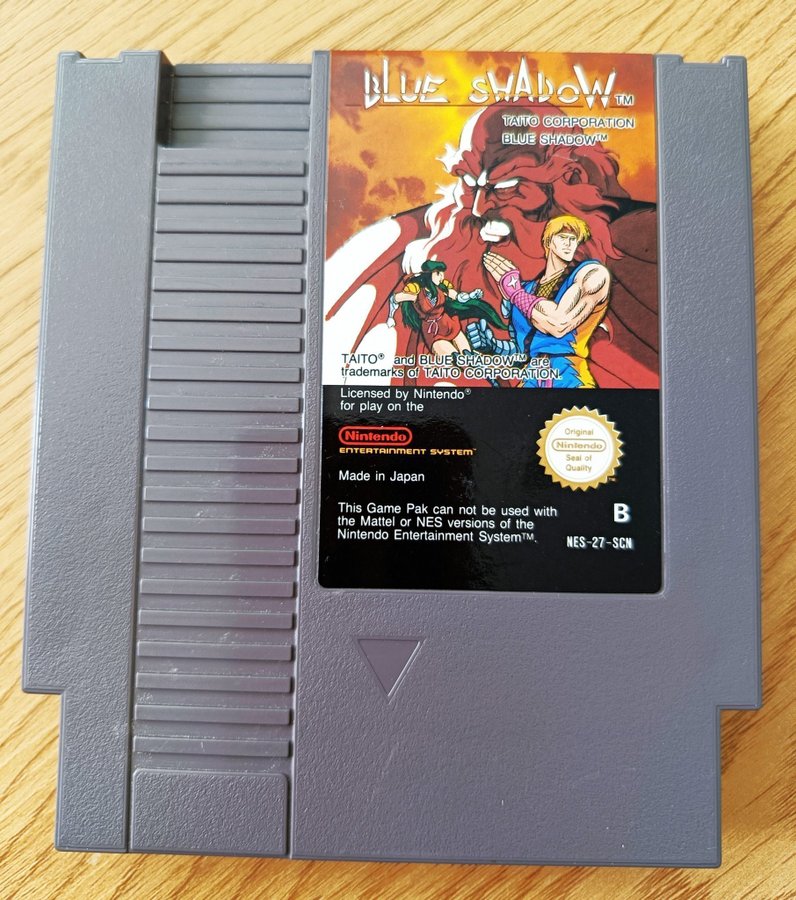 BLUE SHADOW™
TAITO CORPORATION
BLUE SHADOW™
TAITO® and BLUE SHADOW™ are
trademarks of TAITO CORPORATION.
Licensed by Nintendo®
for play on the
Nintendo
ENTERTAINMENT SYSTEM™
Made in Japan
Original
Nintendo
Seal of
Quality
This Game Pak can not be used with
the Mattel or NES versions of the
Nintendo Entertainment System™.
B
NES-27-SCN